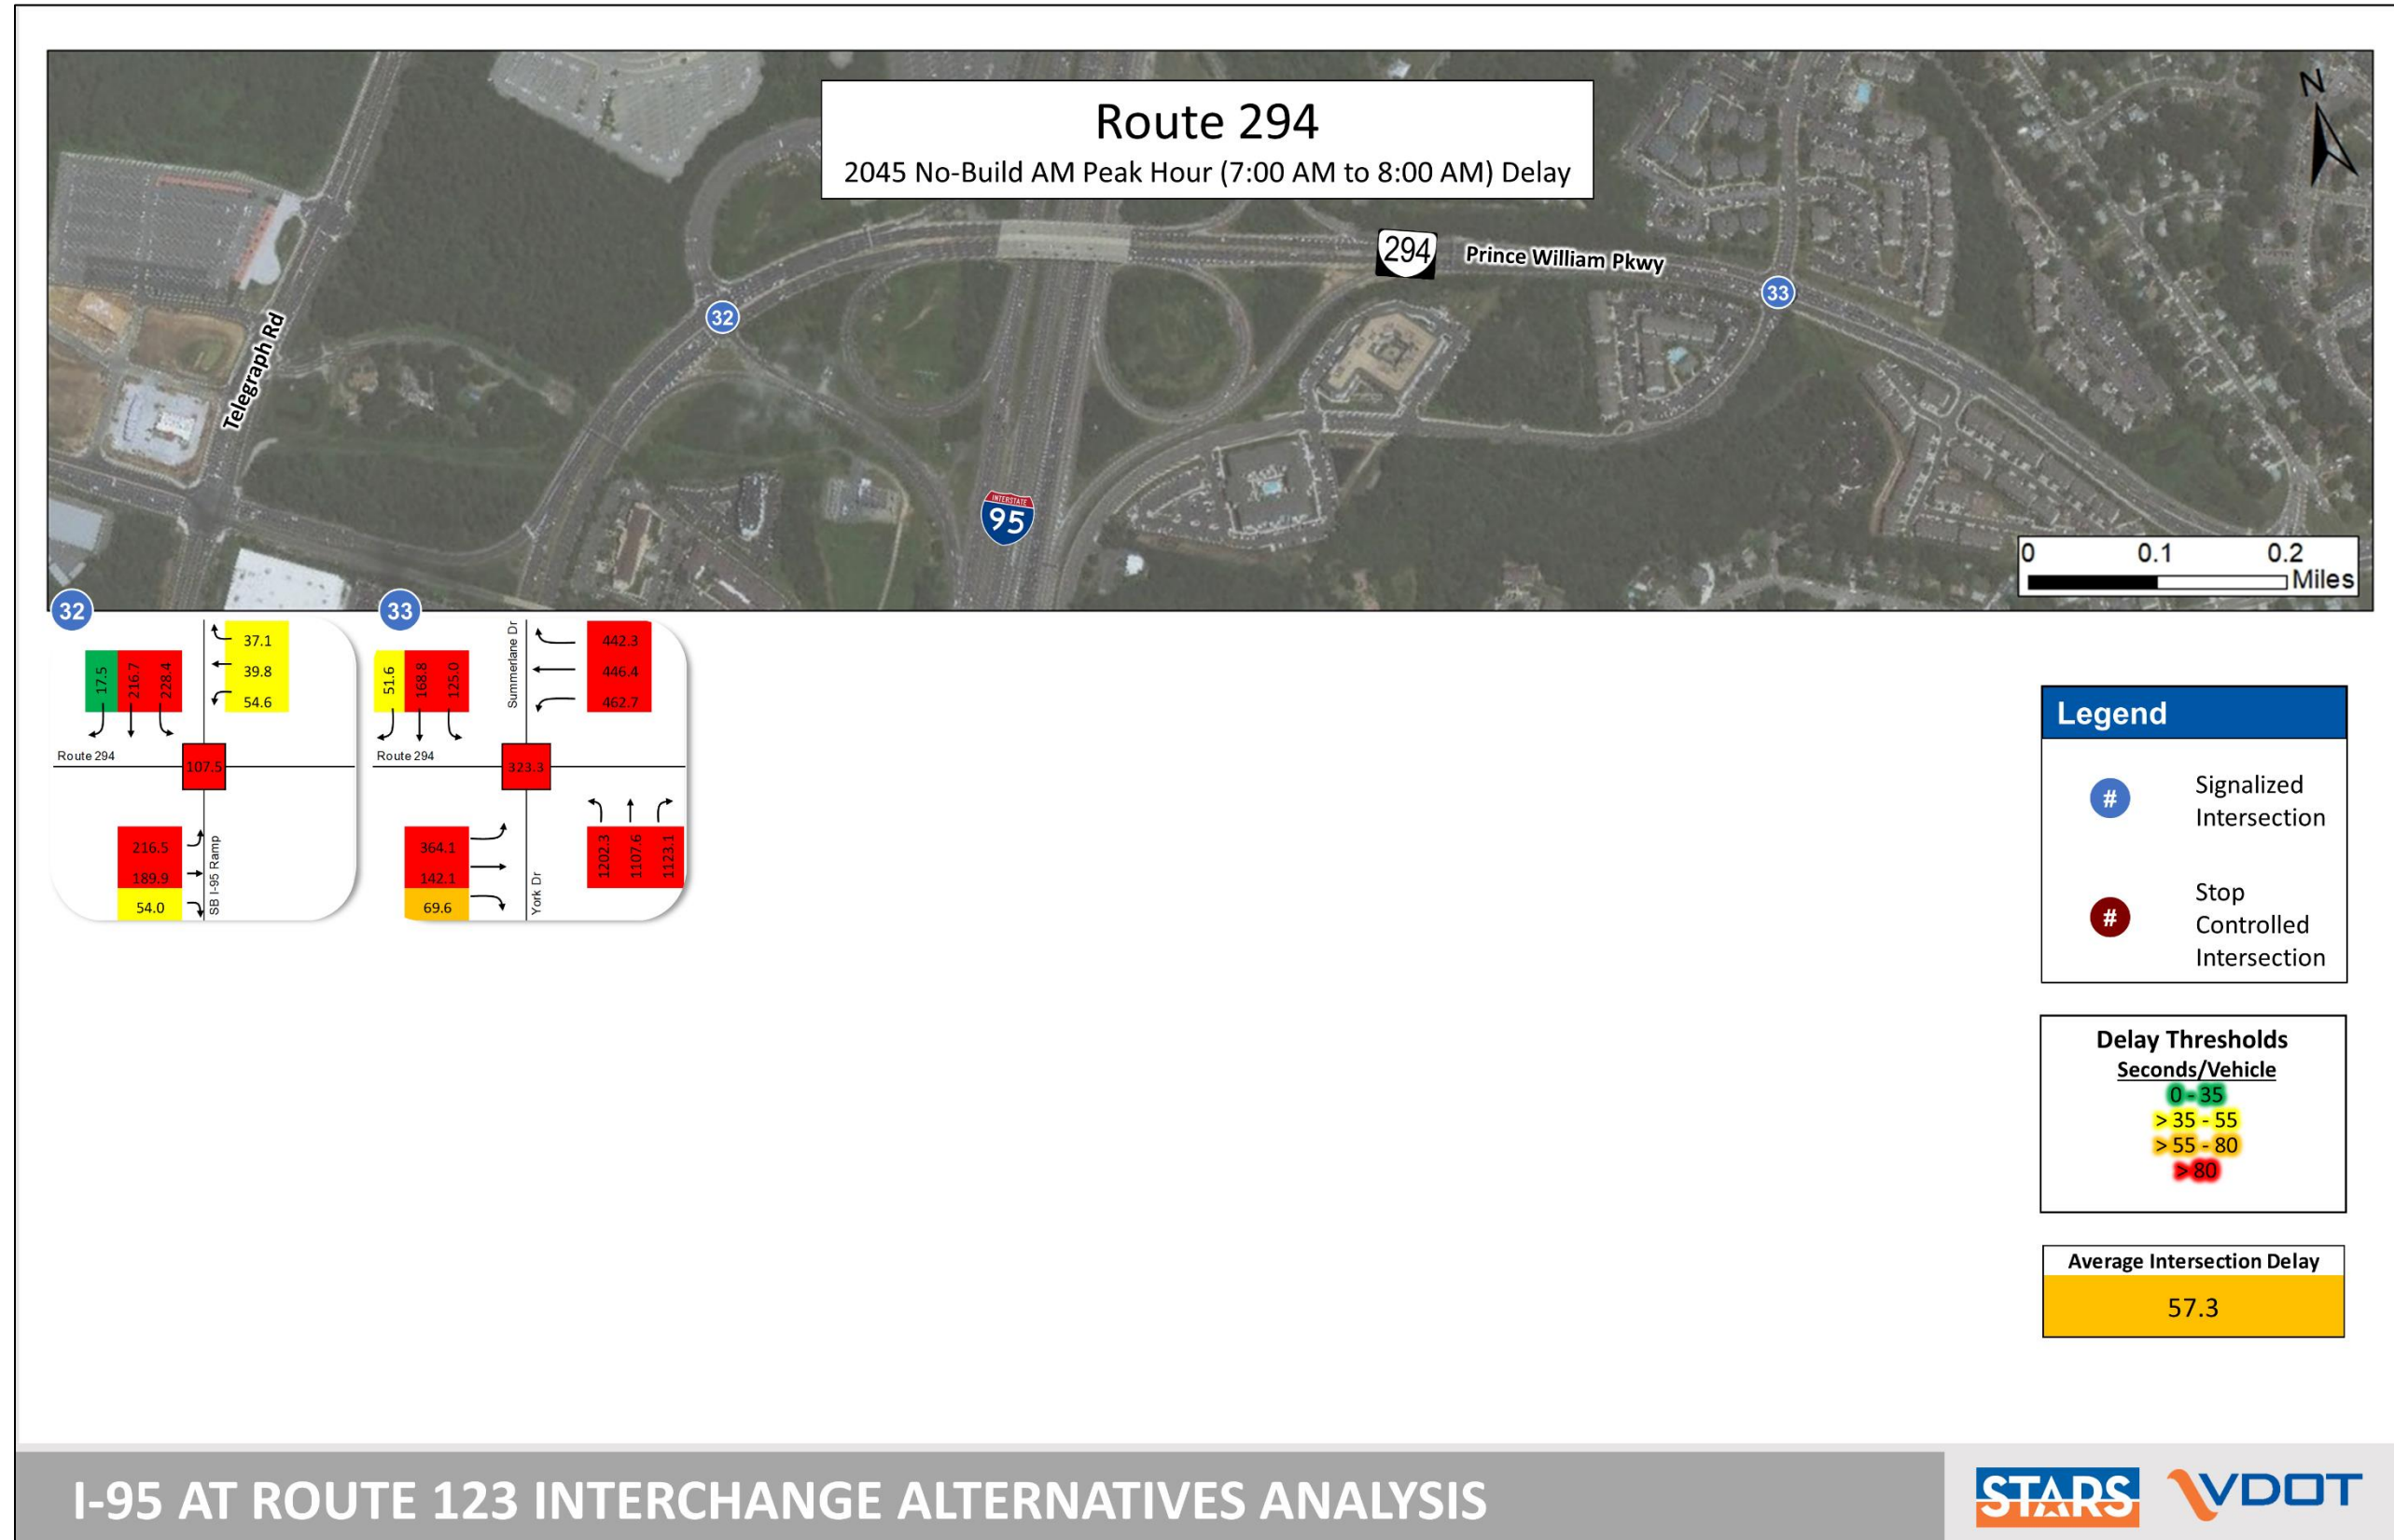 Route 294
2045 No-Build AM Peak Hour (7:00 AM to 8:00 AM) Delay
N
294
Prince William Pkwy
33
32
Telegraph Rd
INTERSTATE
95
0 0.1 0.2
Miles
32
37.1
39.8
54.6
17.5
216.7
228.4
Route 294
107.5
216.5
189.9
54.0
SB I-95 Ramp
33
Summerlane Dr
442.3
446.4
462.7
51.6
168.8
125.0
Route 294
323.3
364.1
142.1
69.6
York Dr
1202.3
1107.6
1123.1
Legend
#
Signalized
Intersection
#
Stop
Controlled
Intersection
Delay Thresholds
Seconds/Vehicle
0 - 35
> 35 - 55
> 55 - 80
> 80
Average Intersection Delay
57.3
I-95 AT ROUTE 123 INTERCHANGE ALTERNATIVES ANALYSIS
STARS
VDOT